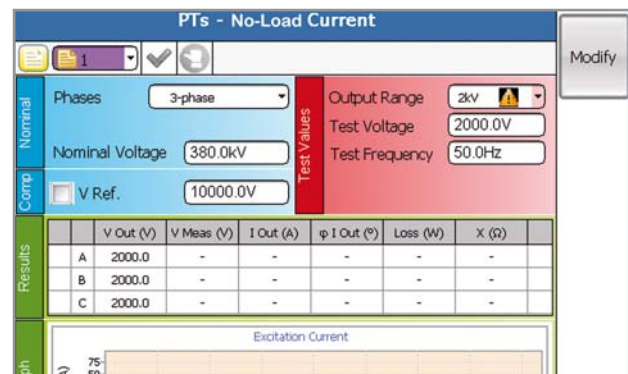 PTs - No-Load Current
1
Modify
Nominal
Phases 3-phase
Nominal Voltage 380.0kV
Test Values
Output Range 2kV
Test Voltage 2000.0V
Test Frequency 50.0Hz
Comp
V Ref. 10000.0V
Results
V Out (V) V Meas (V) I Out (A) φ I Out (º) Loss (W) X (Ω)
A 2000.0 - - - - -
B 2000.0 - - - - -
C 2000.0 - - - - -
Excitation Current
75